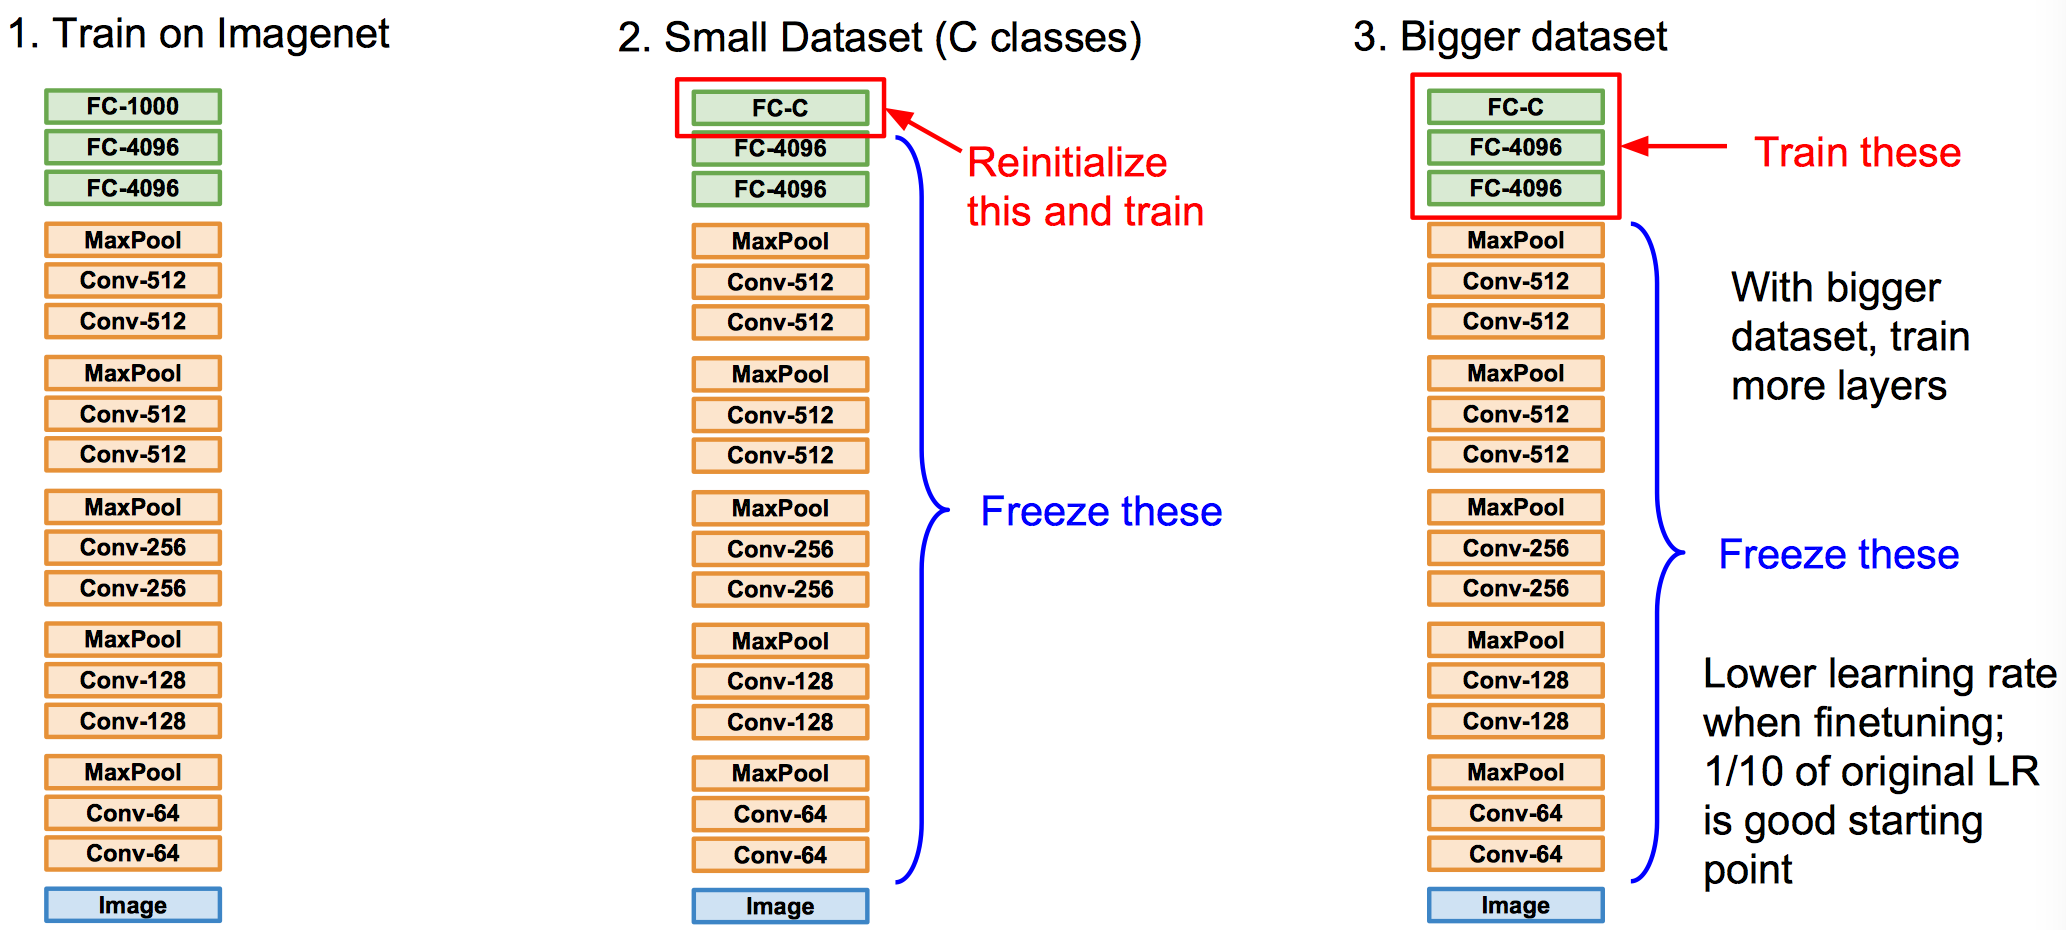 1. Train on Imagenet
FC-1000
FC-4096
FC-4096
MaxPool
Conv-512
Conv-512
MaxPool
Conv-512
Conv-512
MaxPool
Conv-256
Conv-256
MaxPool
Conv-128
Conv-128
MaxPool
Conv-64
Conv-64
Image
2. Small Dataset (C classes)
FC-C
FC-4096
FC-4096
MaxPool
Conv-512
Conv-512
MaxPool
Conv-512
Conv-512
MaxPool
Conv-256
Conv-256
MaxPool
Conv-128
Conv-128
MaxPool
Conv-64
Conv-64
Image
Reinitialize
this and train
Freeze these
3. Bigger dataset
FC-C
FC-4096
FC-4096
MaxPool
Conv-512
Conv-512
MaxPool
Conv-512
Conv-512
MaxPool
Conv-256
Conv-256
MaxPool
Conv-128
Conv-128
MaxPool
Conv-64
Conv-64
Image
Train these
With bigger
dataset, train
more layers
Freeze these
Lower learning rate
when finetuning;
1/10 of original LR
is good starting
point